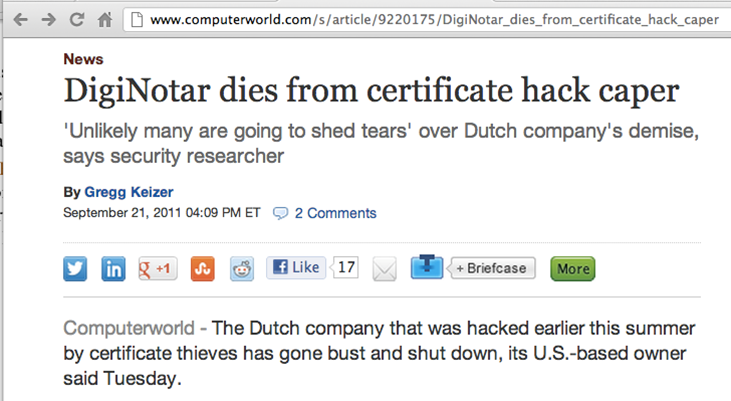 www.computerworld.com/s/article/9220175/DigiNotar_dies_from_certificate_hack_caper
News
DigiNotar dies from certificate hack caper
'Unlikely many are going to shed tears' over Dutch company's demise,
says security researcher
By Gregg Keizer
September 21, 2011 04:09 PM ET 2 Comments
in g +1 f Like 17 T + Briefcase More
Computerworld - The Dutch company that was hacked earlier this summer
by certificate thieves has gone bust and shut down, its U.S.-based owner
said Tuesday.